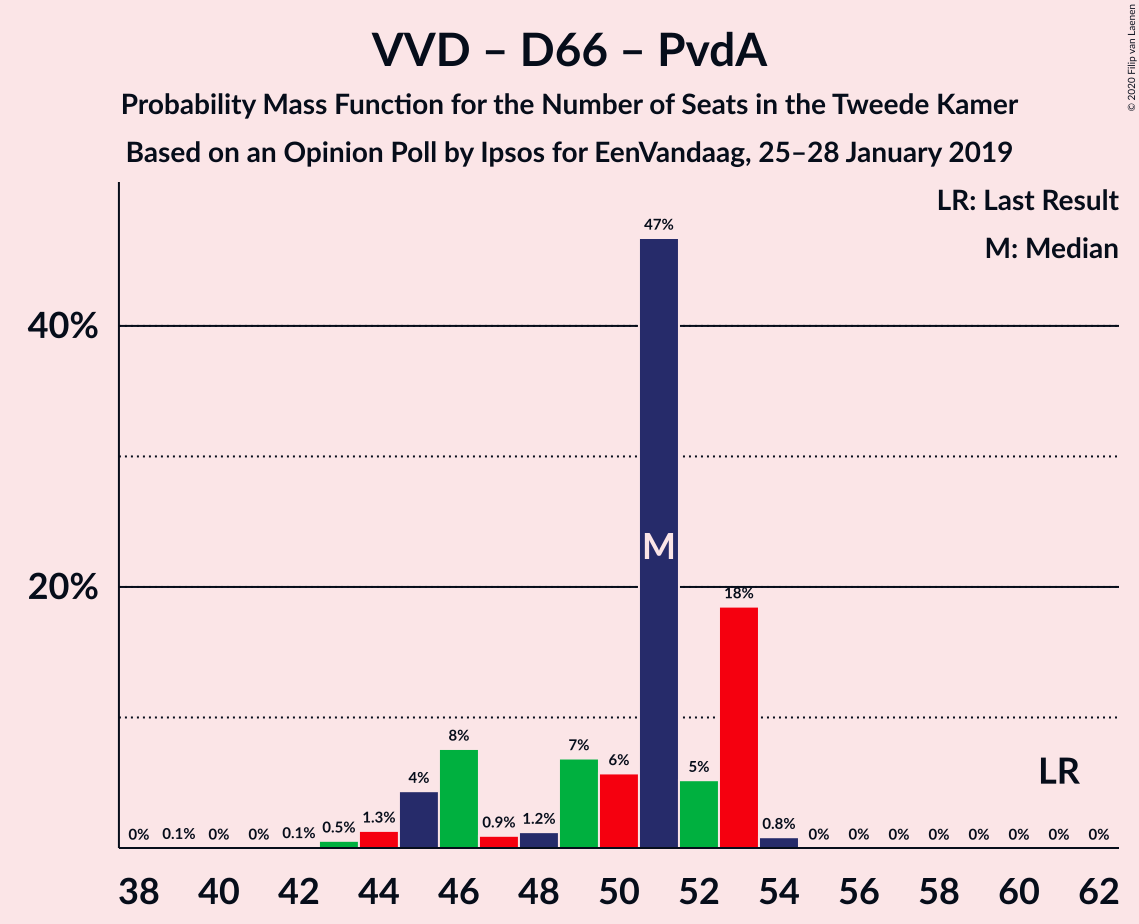 VVD – D66 – PvdA
Probability Mass Function for the Number of Seats in the Tweede Kamer
Based on an Opinion Poll by Ipsos for EenVandaag, 25–28 January 2019
© 2020 Filip van Laenen
LR: Last Result
M: Median
40%
20%
0% 0.1% 0% 0% 0.1% 0.5% 1.3% 4% 8% 0.9% 1.2% 7% 6% 47% 5% 18% 0.8% 0% 0% 0% 0% 0% 0% 0% 0%
M
LR
38 40 42 44 46 48 50 52 54 56 58 60 62